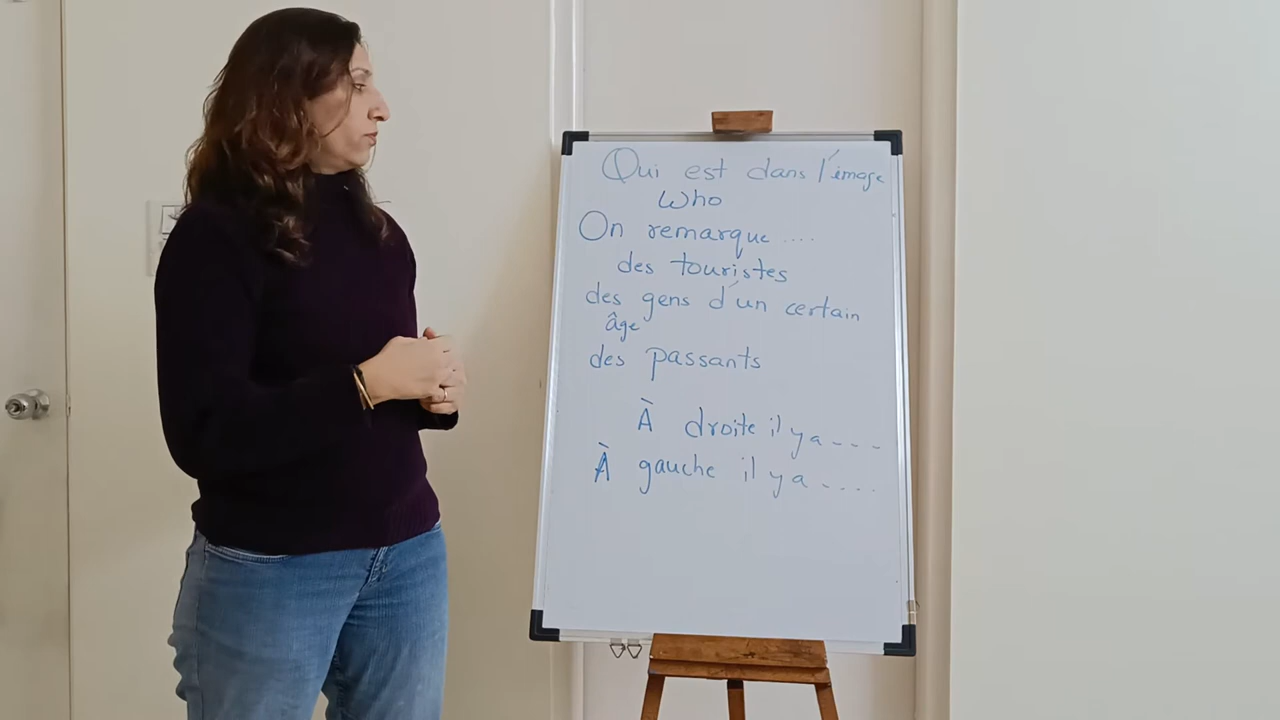 Qui est dans l'image
Who
On remarque ....
des touristes
des gens d'un certain
âge
des passants
À droite il y a ----
À gauche il y a ....